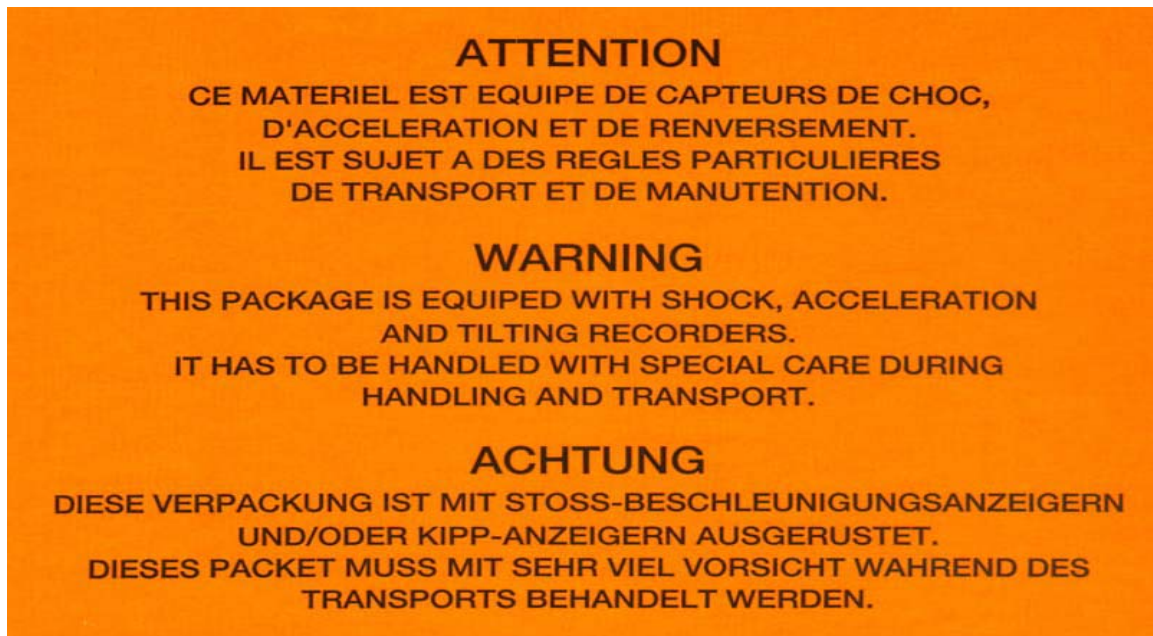 ATTENTION
CE MATERIEL EST EQUIPE DE CAPTEURS DE CHOC,
D'ACCELERATION ET DE RENVERSEMENT.
IL EST SUJET A DES REGLES PARTICULIERES
DE TRANSPORT ET DE MANUTENTION.
WARNING
THIS PACKAGE IS EQUIPED WITH SHOCK, ACCELERATION
AND TILTING RECORDERS.
IT HAS TO BE HANDLED WITH SPECIAL CARE DURING
HANDLING AND TRANSPORT.
ACHTUNG
DIESE VERPACKUNG IST MIT STOSS-BESCHLEUNIGUNGSANZEIGERN
UND/ODER KIPP-ANZEIGERN AUSGERUSTET.
DIESES PACKET MUSS MIT SEHR VIEL VORSICHT WAHREND DES
TRANSPORTS BEHANDELT WERDEN.